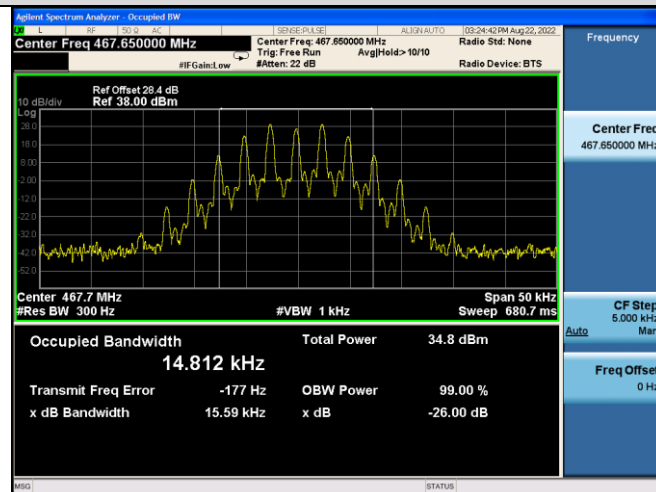 Agilent Spectrum Analyzer - Occupied BW
LXI L RF 50 Ω AC SENSE:PULSE ALIGN AUTO 03:24:42 PM Aug 22, 2022
Center Freq 467.650000 MHz
Center Freq: 467.650000 MHz
Radio Std: None
Trig: Free Run Avg|Hold:> 10/10
#IFGain:Low #Atten: 22 dB Radio Device: BTS
Ref Offset 28.4 dB
10 dB/div Ref 38.00 dBm
Log
28.0
18.0
8.00
-2.00
-12.0
-22.0
-32.0
-42.0
-52.0
Center 467.7 MHz Span 50 kHz
#Res BW 300 Hz #VBW 1 kHz Sweep 680.7 ms
Occupied Bandwidth Total Power 34.8 dBm
14.812 kHz
Transmit Freq Error -177 Hz OBW Power 99.00 %
x dB Bandwidth 15.59 kHz x dB -26.00 dB
MSG STATUS
Frequency
Center Freq
467.650000 MHz
CF Step
5.000 kHz
Auto Man
Freq Offset
0 Hz